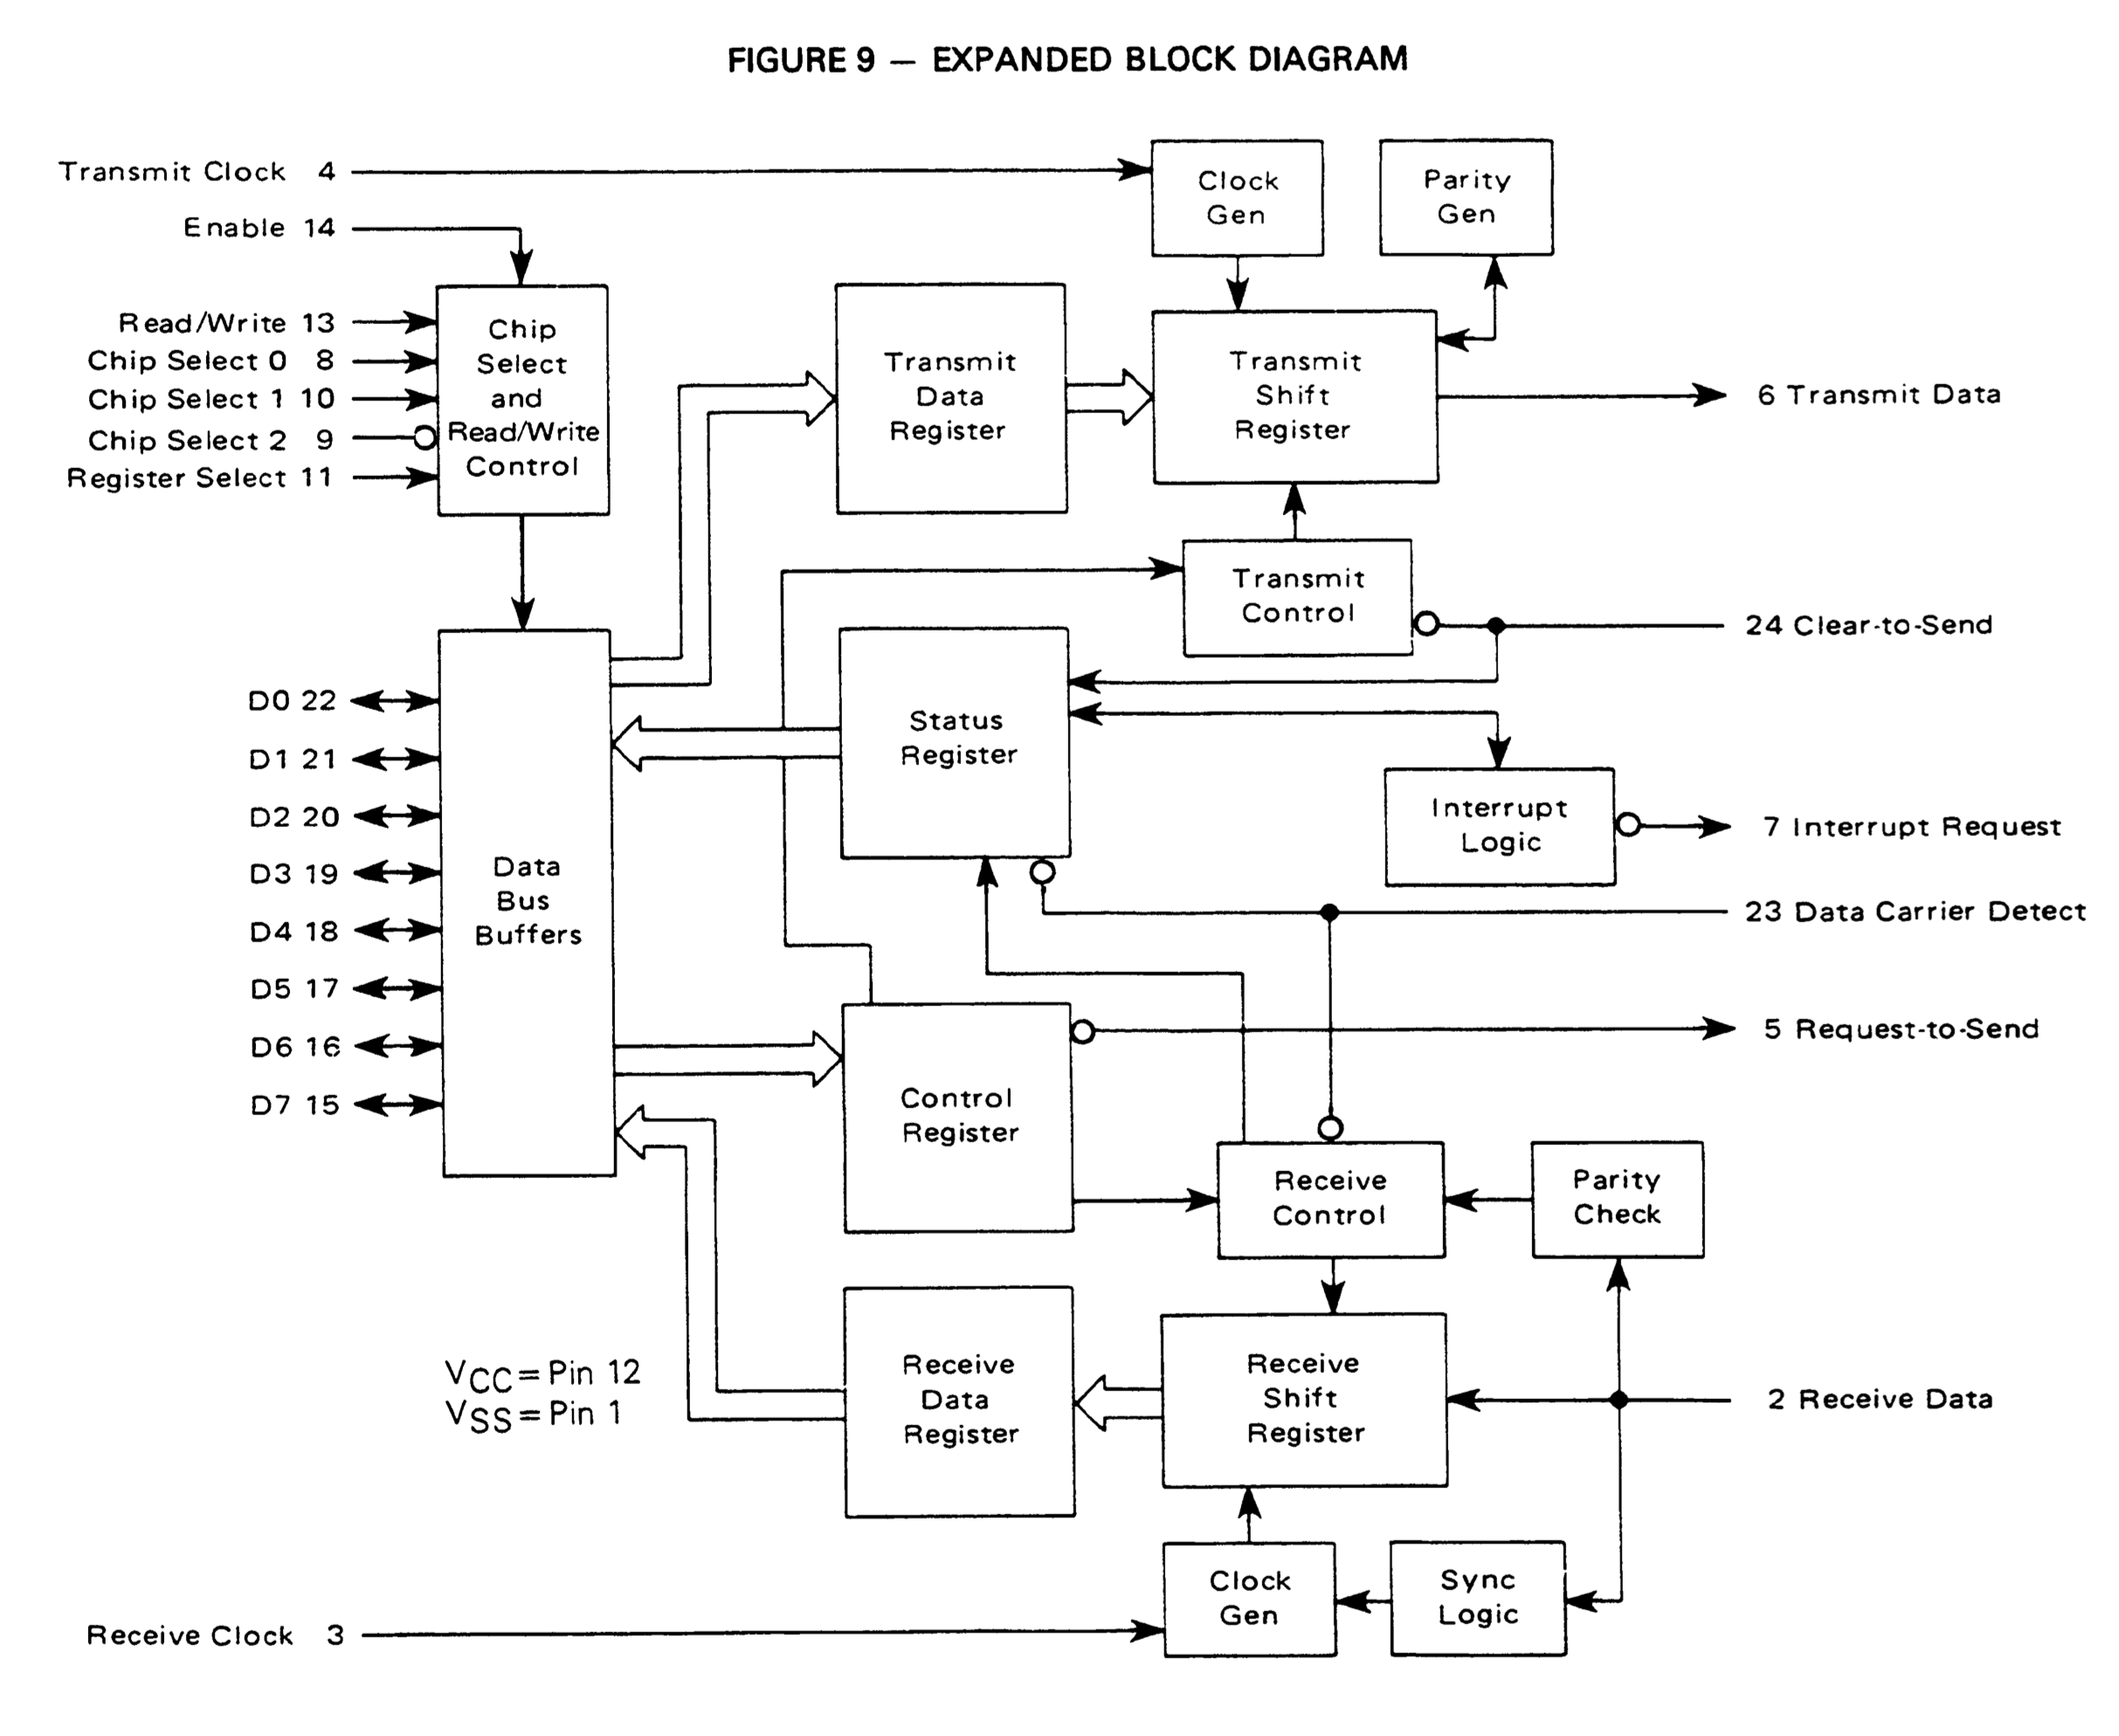 FIGURE 9 — EXPANDED BLOCK DIAGRAM
Transmit Clock 4
Enable 14
Read/Write 13
Chip Select 0 8
Chip Select 1 10
Chip Select 2 9
Register Select 11
Chip
Select
and
Read/Write
Control
Clock
Gen
Parity
Gen
Transmit
Data
Register
Transmit
Shift
Register
6 Transmit Data
Transmit
Control
24 Clear-to-Send
D0 22
D1 21
D2 20
D3 19
D4 18
D5 17
D6 16
D7 15
Data
Bus
Buffers
Status
Register
Interrupt
Logic
7 Interrupt Request
23 Data Carrier Detect
Control
Register
5 Request-to-Send
Receive
Control
Parity
Check
VCC = Pin 12
VSS = Pin 1
Receive
Data
Register
Receive
Shift
Register
2 Receive Data
Clock
Gen
Sync
Logic
Receive Clock 3